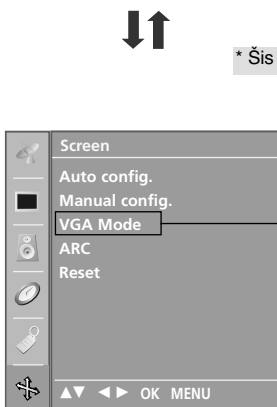 * Šis
Screen
Auto config.
Manual config.
VGA Mode
ARC
Reset
▲▼ ◄► OK MENU